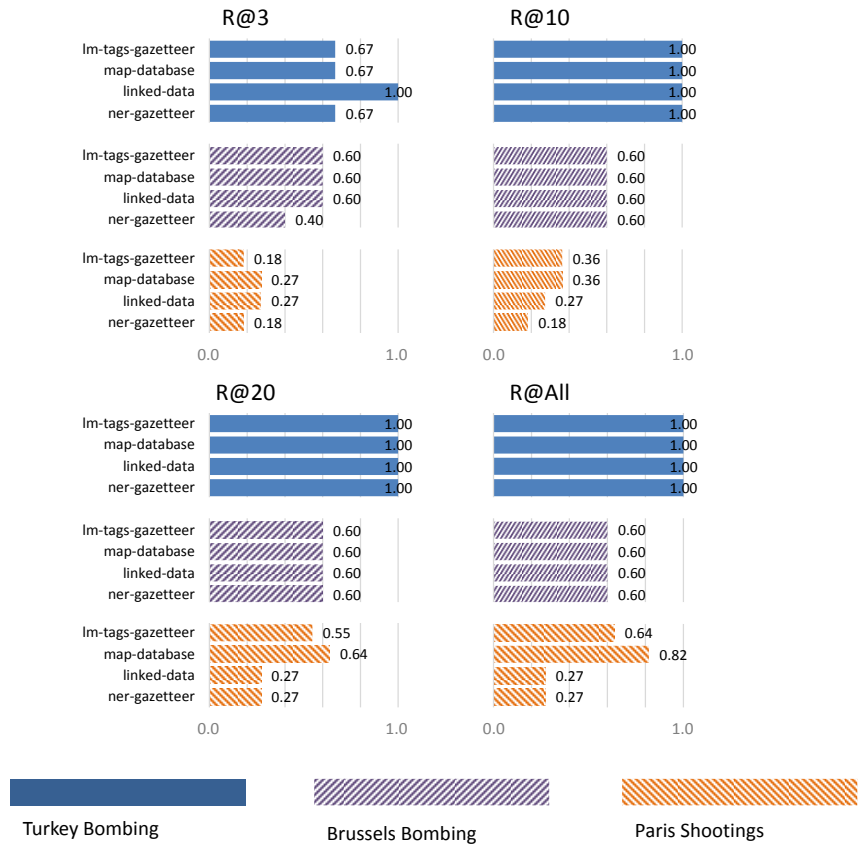 R@3
lm-tags-gazetteer 0.67
map-database 0.67
linked-data 1.00
ner-gazetteer 0.67
lm-tags-gazetteer 0.60
map-database 0.60
linked-data 0.60
ner-gazetteer 0.40
lm-tags-gazetteer 0.18
map-database 0.27
linked-data 0.27
ner-gazetteer 0.18
0.0 1.0
R@10
1.00
1.00
1.00
1.00
0.60
0.60
0.60
0.60
0.36
0.36
0.27
0.18
0.0 1.0
R@20
lm-tags-gazetteer 1.00
map-database 1.00
linked-data 1.00
ner-gazetteer 1.00
lm-tags-gazetteer 0.60
map-database 0.60
linked-data 0.60
ner-gazetteer 0.60
lm-tags-gazetteer 0.55
map-database 0.64
linked-data 0.27
ner-gazetteer 0.27
0.0 1.0
R@All
1.00
1.00
1.00
1.00
0.60
0.60
0.60
0.60
0.64
0.82
0.27
0.27
0.0 1.0
Turkey Bombing
Brussels Bombing
Paris Shootings